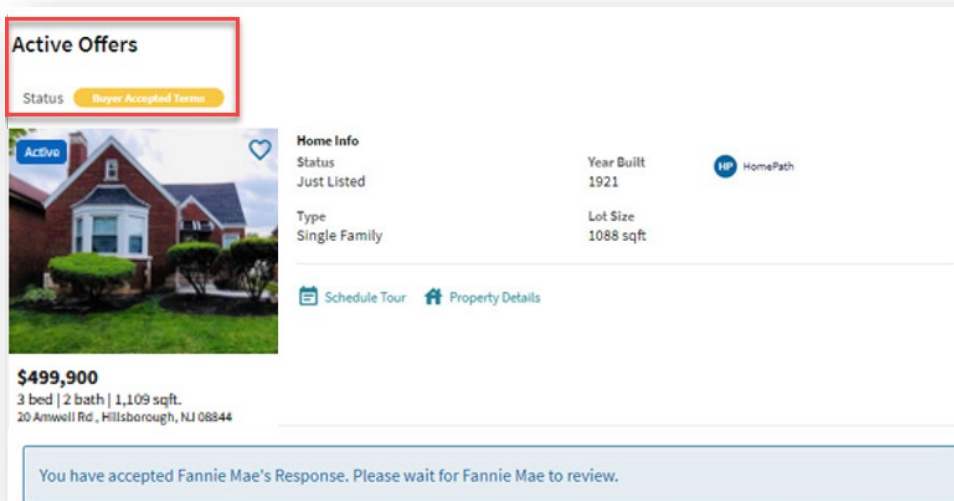 Active Offers
Status Buyer Accepted Terms
Active
Home Info
Status
Just Listed
Year Built
1921
HP HomePath
Type
Single Family
Lot Size
1088 sqft
Schedule Tour Property Details
$499,900
3 bed | 2 bath | 1,109 sqft.
20 Amwell Rd., Hillsborough, NJ 08844
You have accepted Fannie Mae's Response. Please wait for Fannie Mae to review.